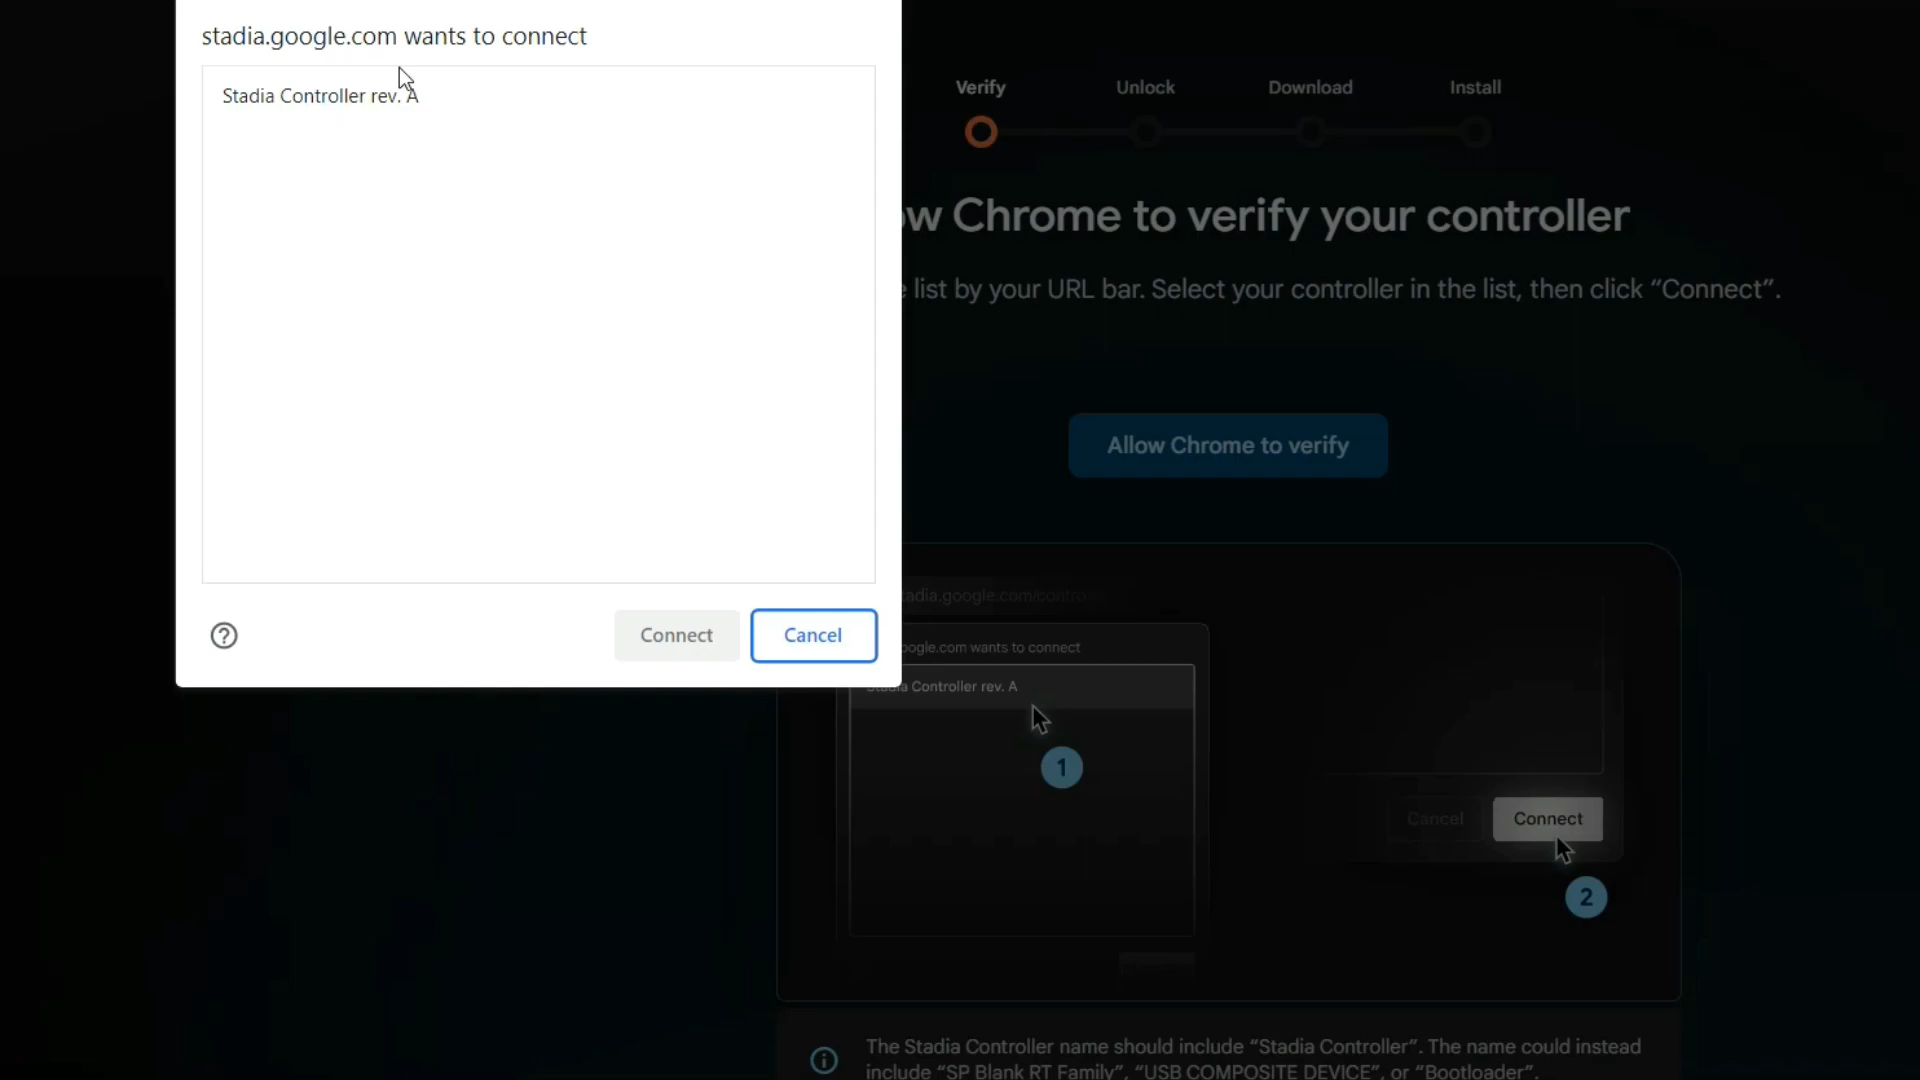 stadia.google.com wants to connect
Stadia Controller rev. A
Connect
Cancel
Verify
Unlock
Download
Install
Chrome to verify your controller
list by your URL bar. Select your controller in the list, then click “Connect”.
Allow Chrome to verify
wants to connect
Controller rev. A
1
Cancel
Connect
2
The Stadia Controller name should include “Stadia Controller”. The name could instead
include “SP Blank RT Family”, “USB COMPOSITE DEVICE”, or “Bootloader”.